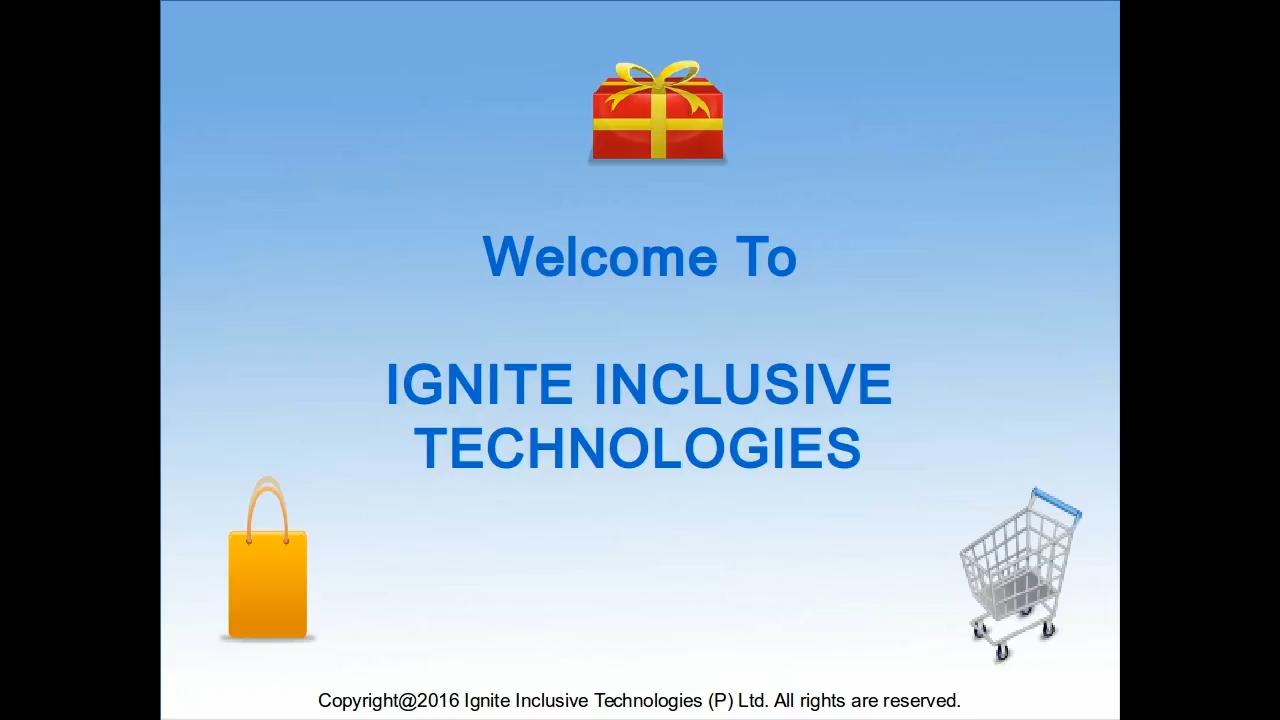 Welcome To
IGNITE INCLUSIVE
TECHNOLOGIES
Copyright@2016 Ignite Inclusive Technologies (P) Ltd. All rights are reserved.